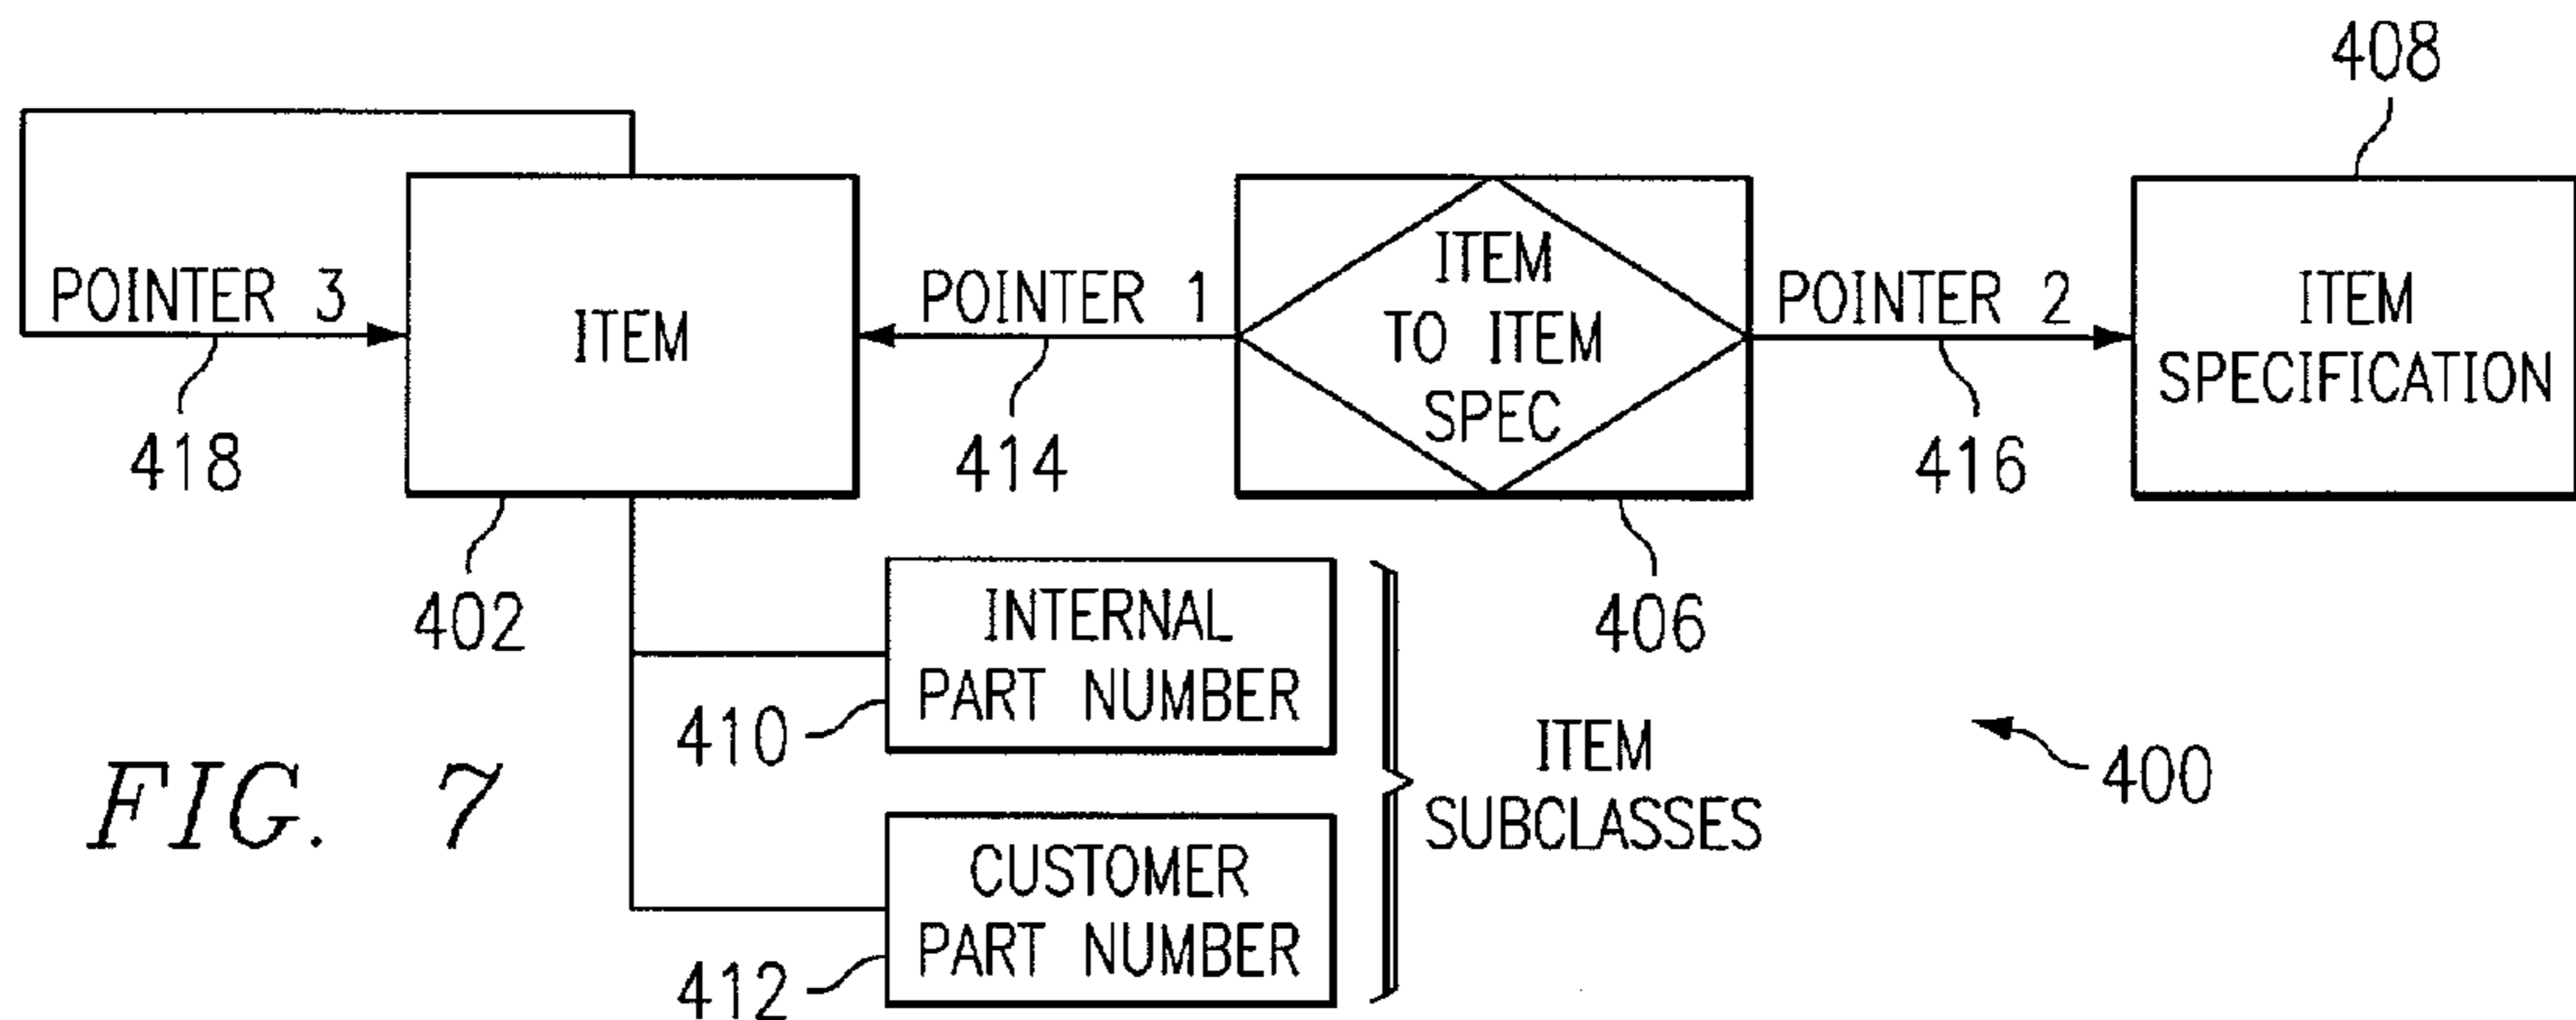 408
POINTER 3
ITEM
POINTER 1
ITEM
TO ITEM
SPEC
POINTER 2
ITEM
SPECIFICATION
418
414
416
402
406
INTERNAL
PART NUMBER
410
ITEM
SUBCLASSES
400
FIG. 7
CUSTOMER
PART NUMBER
412